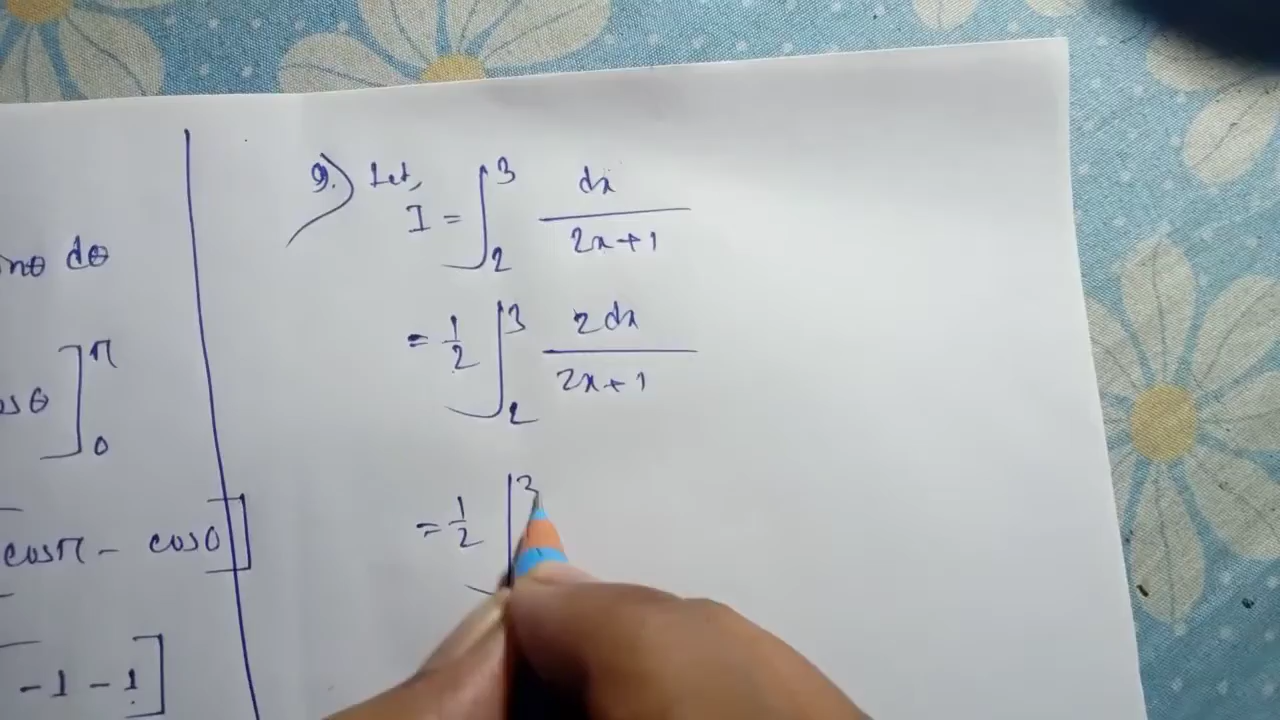 nθ dθ
θ ]π 0
cosπ - cos0]
-1 -1]
9.) Let,
I = ∫₂³ dx / 2x+1
= 1/2 ∫₂³ 2dx / 2x+1
= 1/2 ∫³